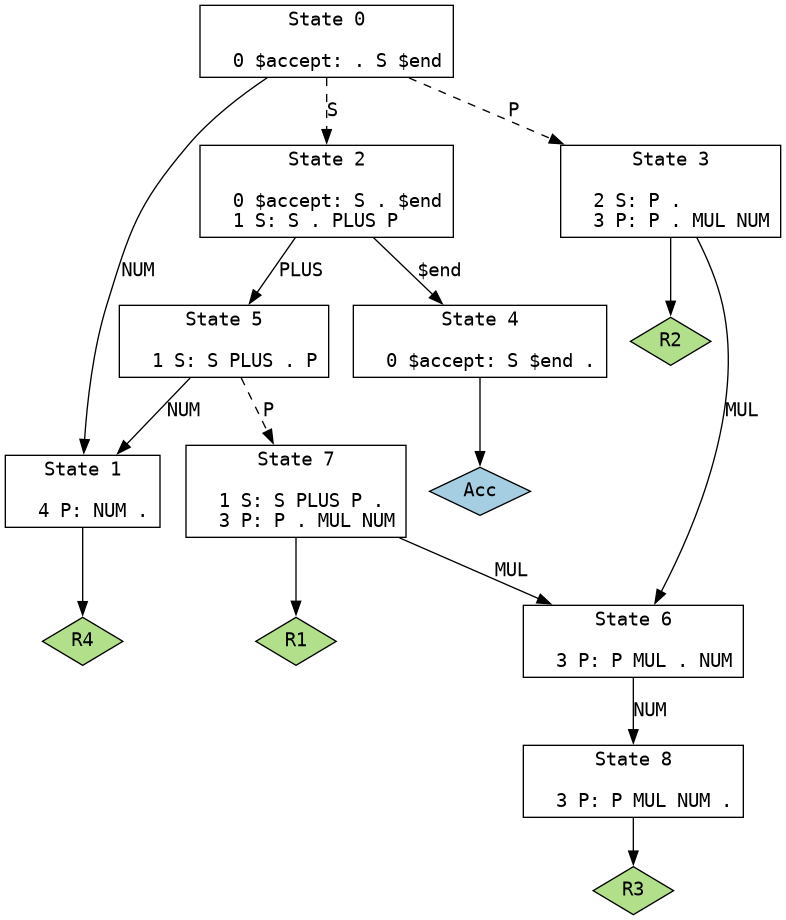 State 0
0 $accept: . S $end
S
P
State 2
0 $accept: S . $end
1 S: S . PLUS P
State 3
2 S: P .
3 P: P . MUL NUM
NUM
PLUS
$end
State 5
1 S: S PLUS . P
State 4
0 $accept: S $end .
R2
NUM
P
MUL
State 1
4 P: NUM .
State 7
1 S: S PLUS P .
3 P: P . MUL NUM
Acc
MUL
R4
R1
State 6
3 P: P MUL . NUM
NUM
State 8
3 P: P MUL NUM .
R3